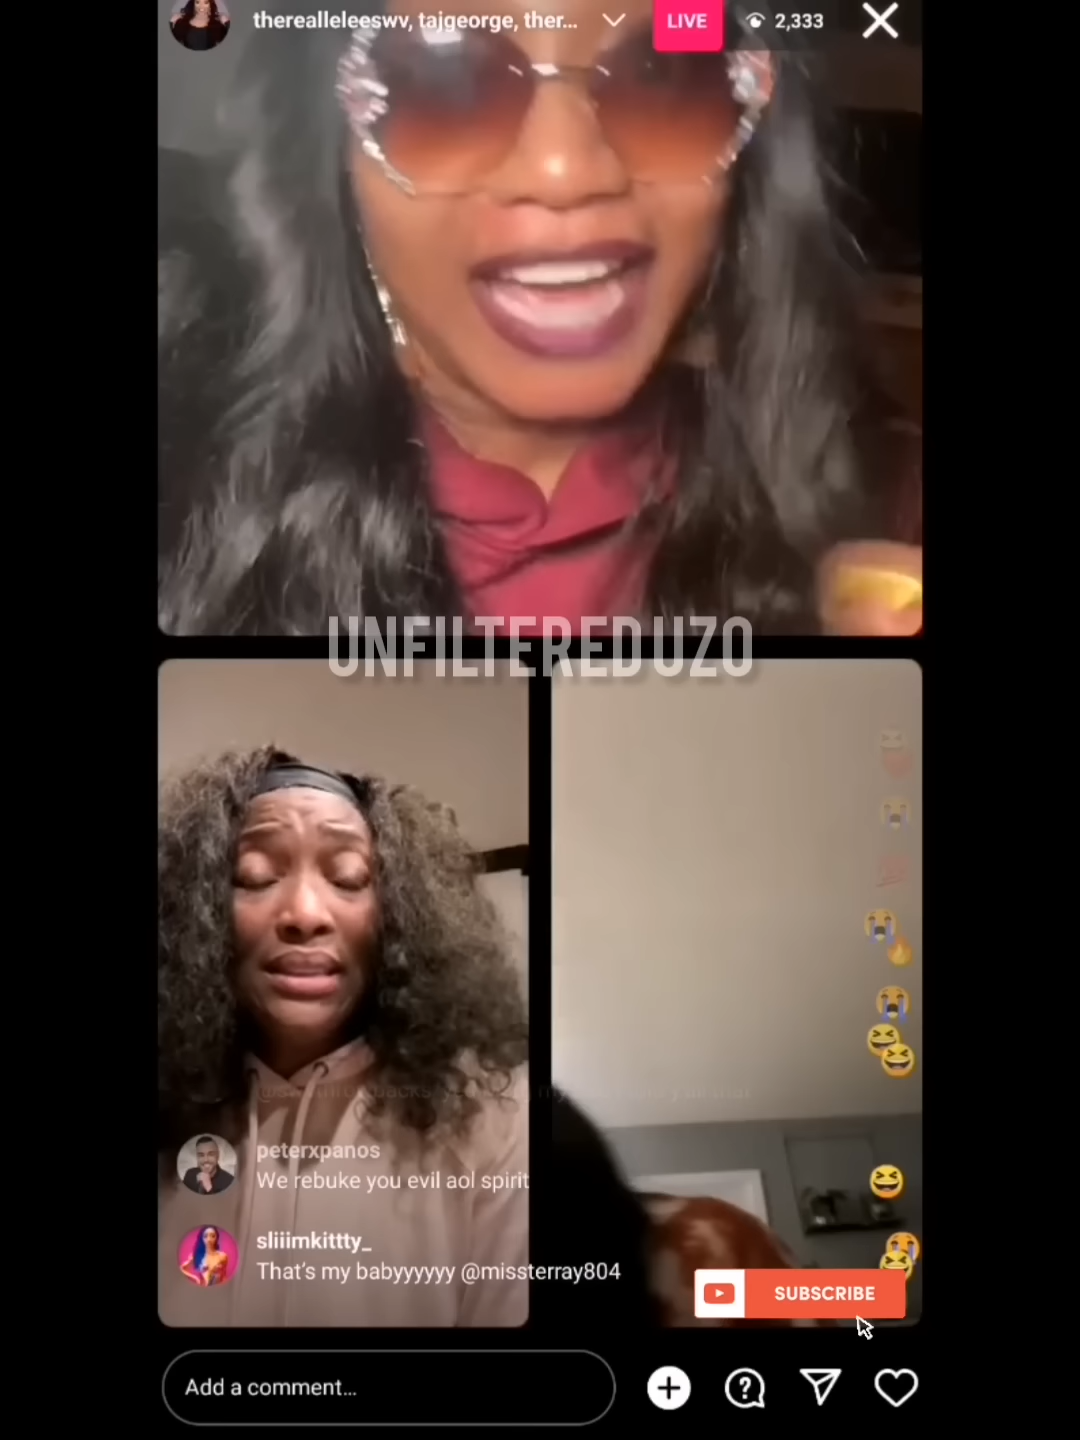 therealleleeswv, tajgeorge, ther...
LIVE
2,333
UNFILTEREDUZO
peterxpanos
We rebuke you evil aol spirit
sliiimkittty_
That's my babyyyyyy @missterray804
SUBSCRIBE
Add a comment...